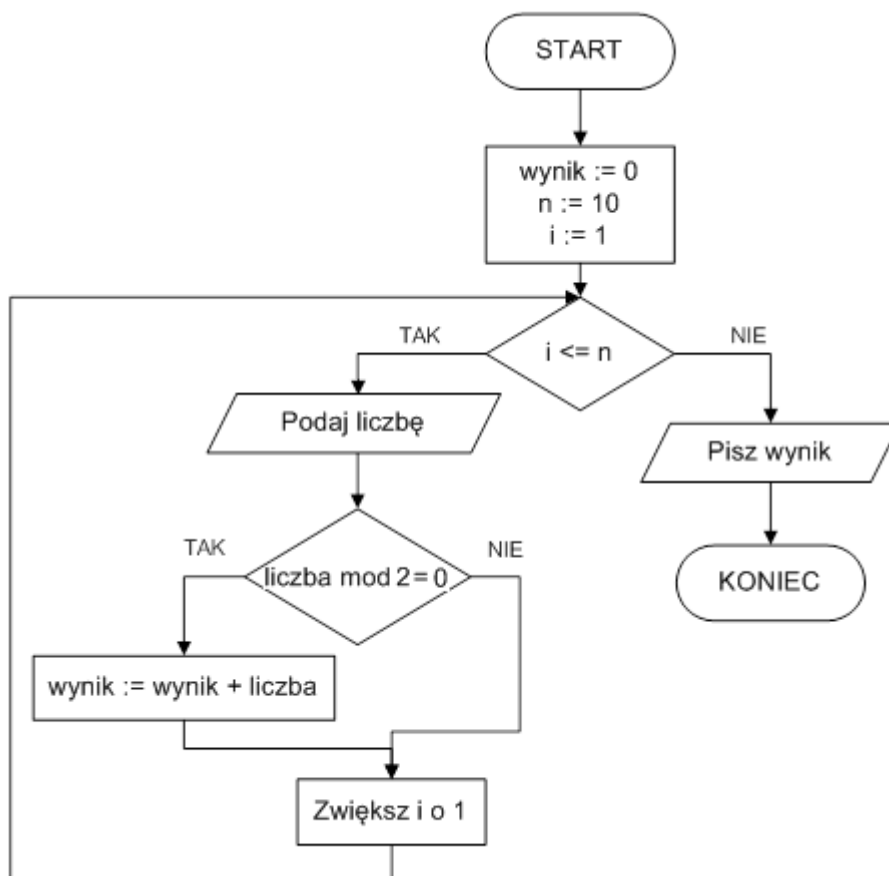 START
wynik := 0
n := 10
i := 1
i <= n
TAK
NIE
Podaj liczbę
Pisz wynik
liczba mod 2 = 0
TAK
NIE
KONIEC
wynik := wynik + liczba
Zwiększ i o 1